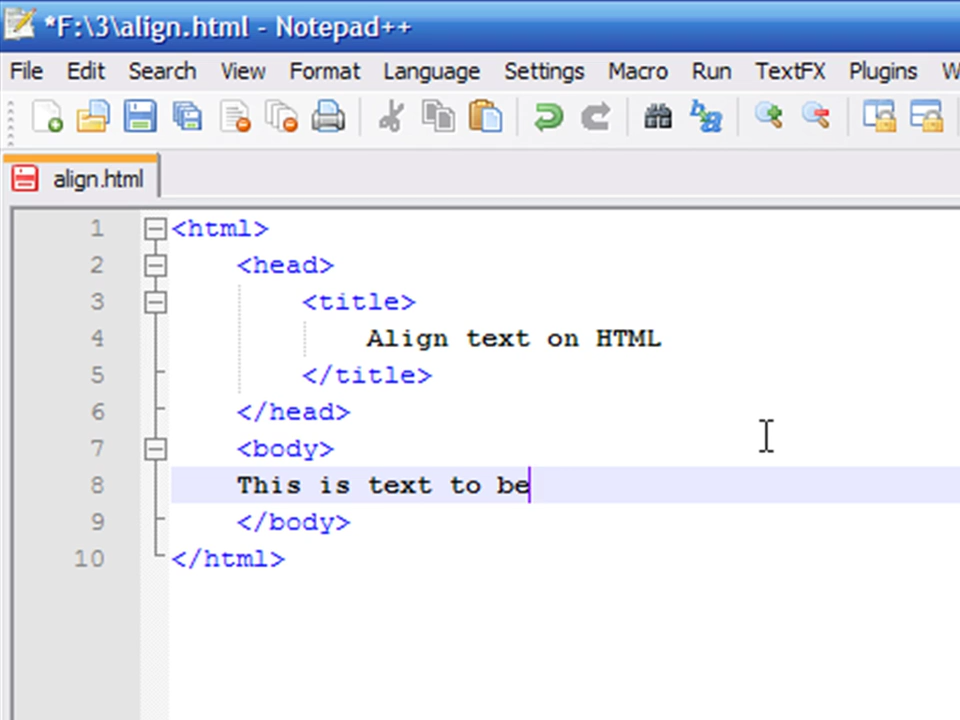 *F:\3\align.html - Notepad++
File Edit Search View Format Language Settings Macro Run TextFX Plugins W
align.html
1 <html>
2 <head>
3 <title>
4 Align text on HTML
5 </title>
6 </head>
7 <body>
8 This is text to be
9 </body>
10 </html>